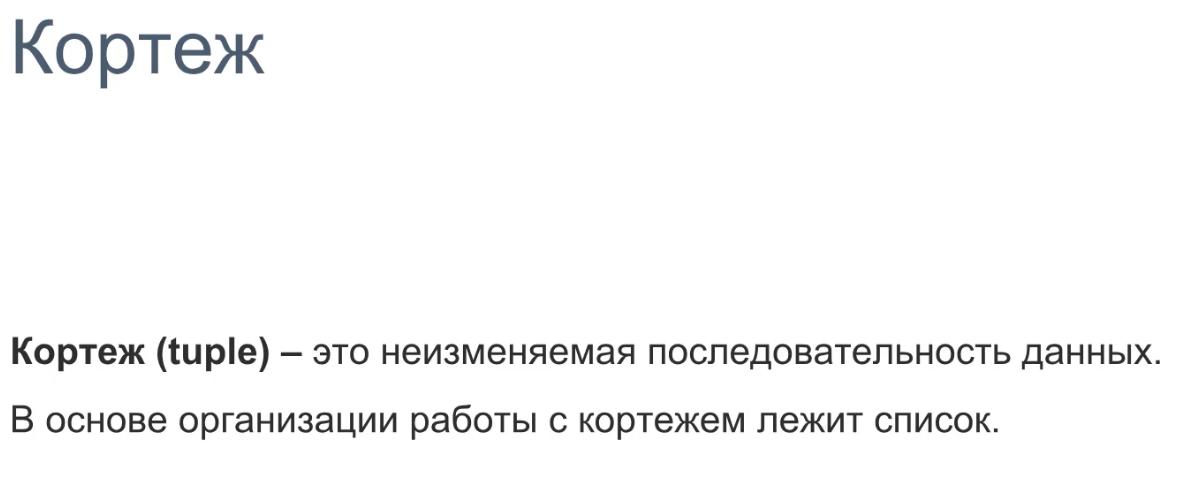 Кортеж
Кортеж (tuple) – это неизменяемая последовательность данных.
В основе организации работы с кортежем лежит список.